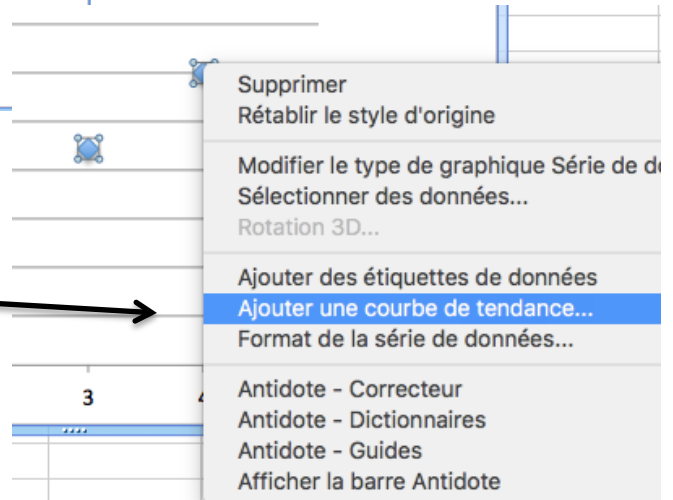 Supprimer
Rétablir le style d'origine
Modifier le type de graphique Série de
Sélectionner des données...
Rotation 3D...
Ajouter des étiquettes de données
Ajouter une courbe de tendance...
Format de la série de données...
3
Antidote - Correcteur
Antidote - Dictionnaires
Antidote - Guides
Afficher la barre Antidote